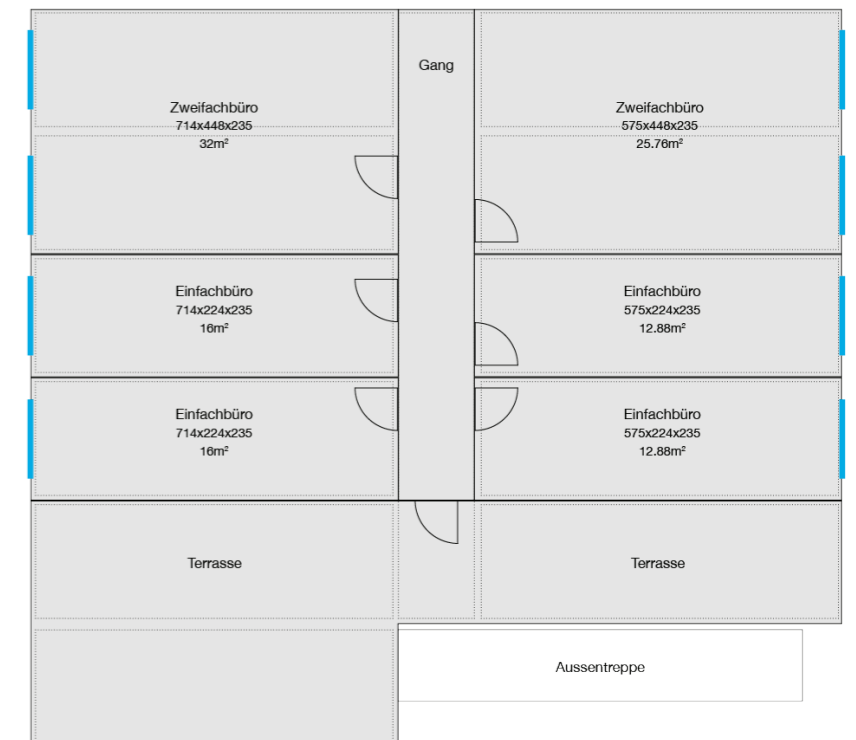 Gang
Zweifachbüro
714x448x235
32m²
Zweifachbüro
575x448x235
25.76m²
Einfachbüro
714x224x235
16m²
Einfachbüro
575x224x235
12.88m²
Einfachbüro
714x224x235
16m²
Einfachbüro
575x224x235
12.88m²
Terrasse
Terrasse
Aussentreppe